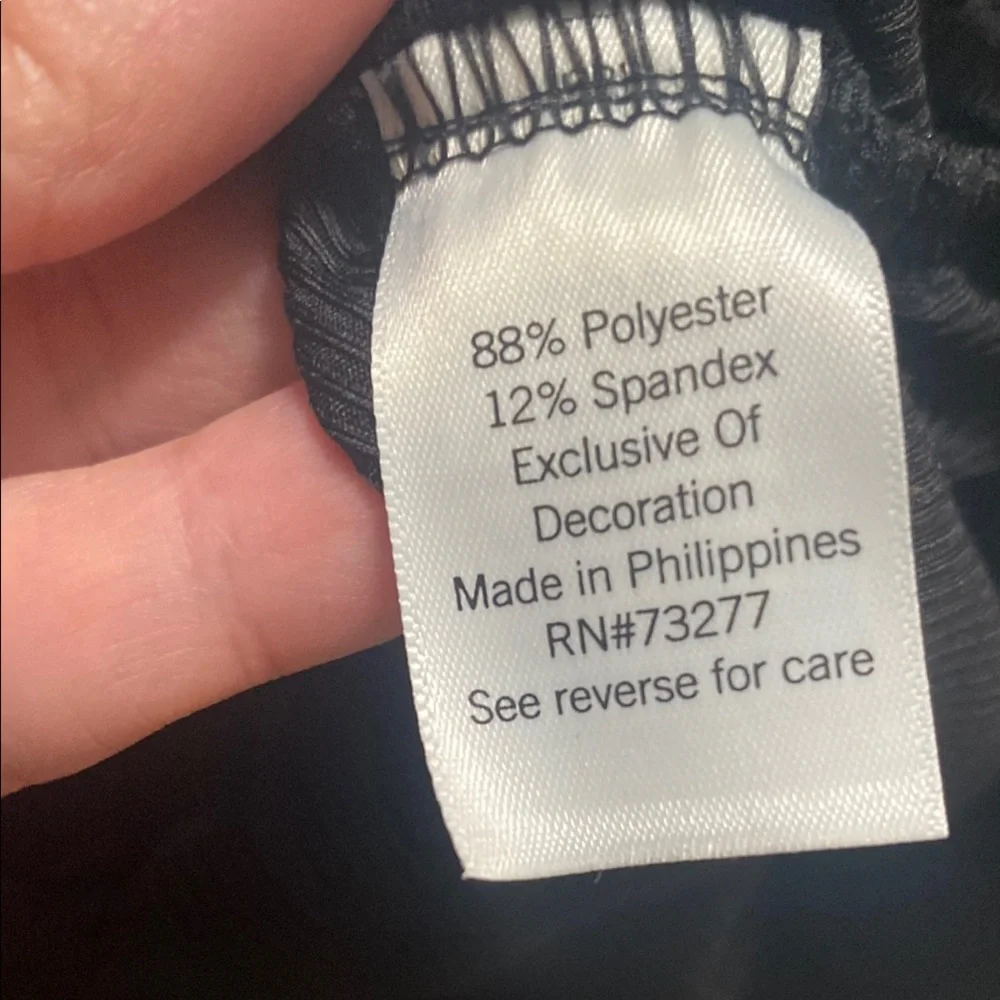 88% Polyester
12% Spandex
Exclusive Of
Decoration
Made in Philippines
RN#73277
See reverse for care